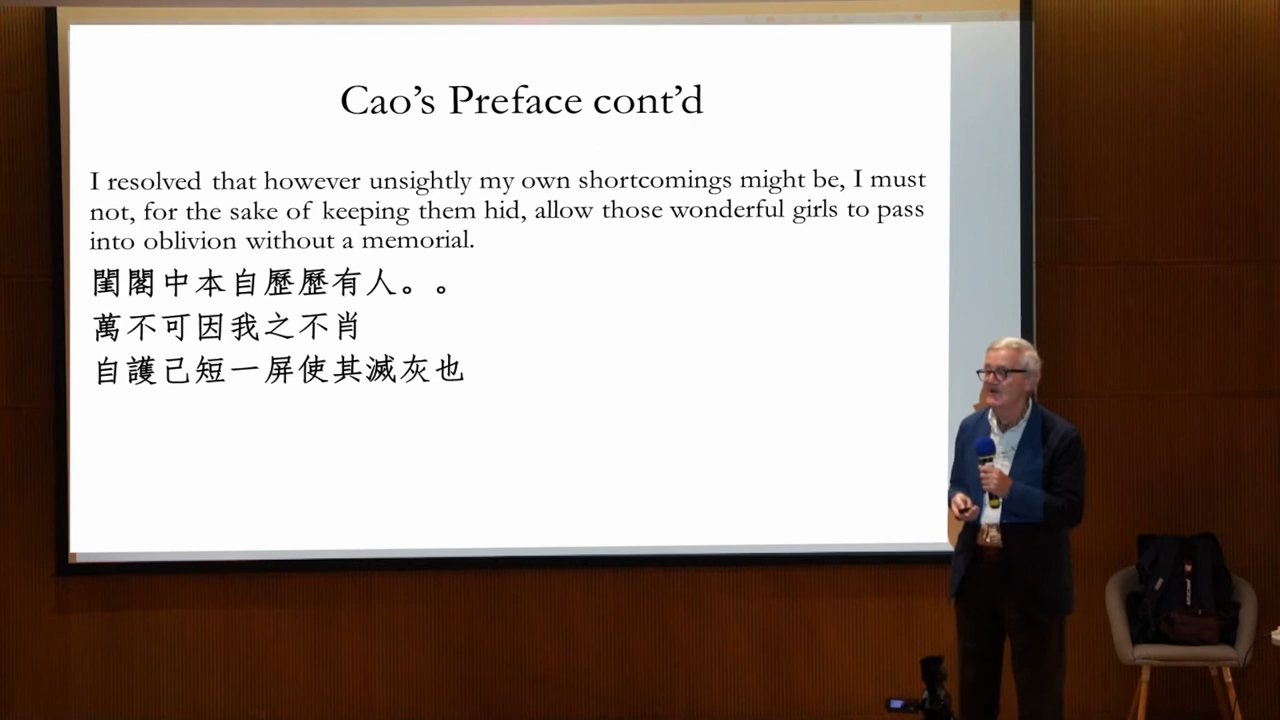 Cao's Preface cont'd
I resolved that however unsightly my own shortcomings might be, I must
not, for the sake of keeping them hid, allow those wonderful girls to pass
into oblivion without a memorial.
閨閣中本自歷歷有人。。
萬不可因我之不肖
自護己短一屏使其滅灰也